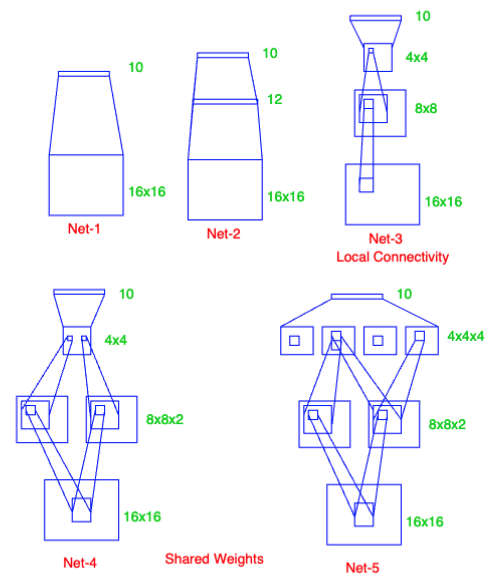 10
16x16
Net-1
10
12
16x16
Net-2
10
4x4
8x8
16x16
Net-3
Local Connectivity
10
4x4
8x8x2
16x16
Net-4
Shared Weights
10
4x4x4
8x8x2
16x16
Net-5